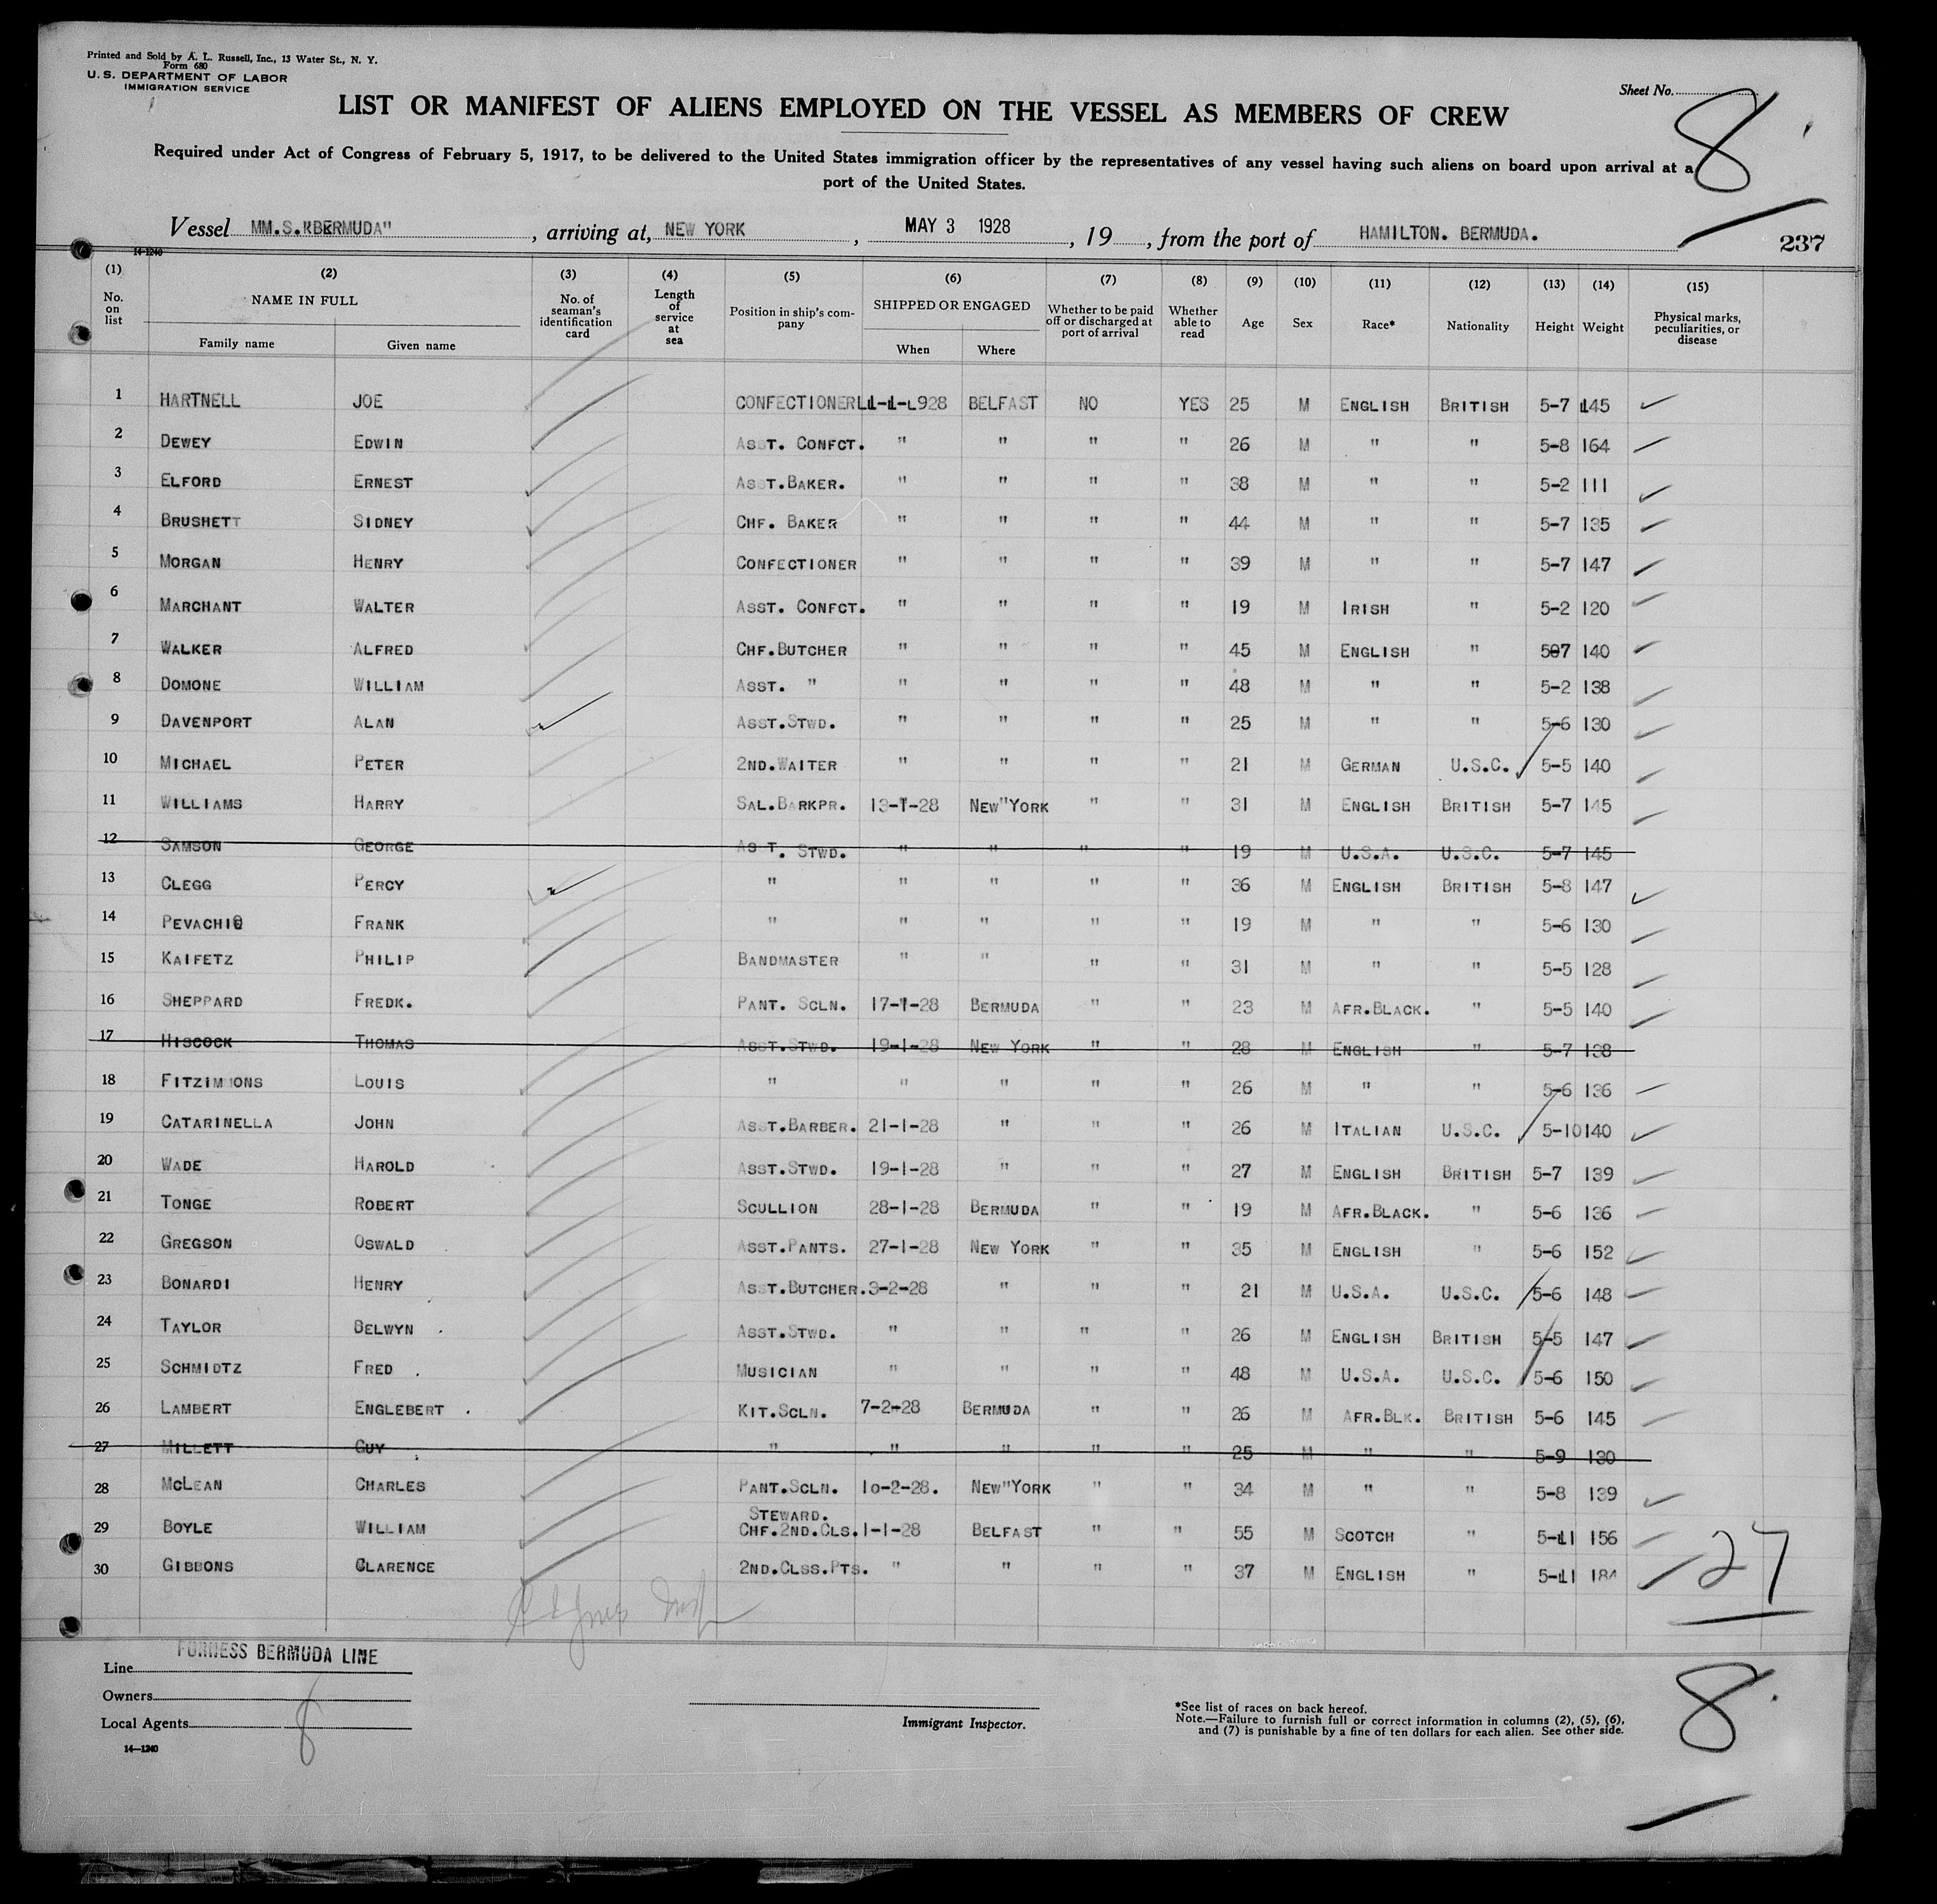 Printed and Sold by A. L. Russell, Inc., 13 Water St., N. Y.
Form 680
U. S. DEPARTMENT OF LABOR
IMMIGRATION SERVICE
Sheet No. 8
LIST OR MANIFEST OF ALIENS EMPLOYED ON THE VESSEL AS MEMBERS OF CREW
Required under Act of Congress of February 5, 1917, to be delivered to the United States immigration officer by the representatives of any vessel having such aliens on board upon arrival at a
port of the United States.
Vessel MM.S."BERMUDA", arriving at, NEW YORK, MAY 3 1928, 19, from the port of HAMILTON. BERMUDA.
237
14-1240
(1) (2) (3) (4) (5) (6) (7) (8) (9) (10) (11) (12) (13) (14) (15)
No. on list NAME IN FULL Family name Given name No. of seaman's identification card Length of service at sea Position in ship's company SHIPPED OR ENGAGED When Where Whether to be paid off or discharged at port of arrival Whether able to read Age Sex Race* Nationality Height Weight Physical marks, peculiarities, or disease
1 HARTNELL JOE CONFECTIONER 1-1-1928 BELFAST NO YES 25 M ENGLISH BRITISH 5-7 145
2 DEWEY EDWIN ASST. CONFCT. " " " " 26 M " " 5-8 164
3 ELFORD ERNEST ASST.BAKER. " " " " 38 M " " 5-2 111
4 BRUSHETT SIDNEY CHF. BAKER " " " " 44 M " " 5-7 135
5 MORGAN HENRY CONFECTIONER " " " " 39 M " " 5-7 147
6 MARCHANT WALTER ASST. CONFCT. " " " " 19 M IRISH " 5-2 120
7 WALKER ALFRED CHF.BUTCHER " " " " 45 M ENGLISH " 5-7 140
8 DOMONE WILLIAM ASST. " " " " " 48 M " " 5-2 138
9 DAVENPORT ALAN ASST.STWD. " " " " 25 M " " 5-6 130
10 MICHAEL PETER 2ND.WAITER " " " " 21 M GERMAN U.S.C. 5-5 140
11 WILLIAMS HARRY SAL.BARKPR. 13-1-28 NEW"YORK " " 31 M ENGLISH BRITISH 5-7 145
12 SAMSON GEORGE AST. STWD. " " " " 19 M U.S.A. U.S.C. 5-7 145
13 CLEGG PERCY " " " " " 36 M ENGLISH BRITISH 5-8 147
14 PEVACHIO FRANK " " " " " 19 M " " 5-6 130
15 KAIFETZ PHILIP BANDMASTER " " " " 31 M " " 5-5 128
16 SHEPPARD FREDK. PANT. SCLN. 17-1-28 BERMUDA " " 23 M AFR.BLACK. " 5-5 140
17 HISCOCK THOMAS ASST.STWD. 19-1-28 NEW YORK " " 28 M ENGLISH " 5-7 138
18 FITZIMMONS LOUIS " " " " " 26 M " " 5-6 136
19 CATARINELLA JOHN ASST.BARBER. 21-1-28 " " " 26 M ITALIAN U.S.C. 5-10 140
20 WADE HAROLD ASST.STWD. 19-1-28 " " " 27 M ENGLISH BRITISH 5-7 139
21 TONGE ROBERT SCULLION 28-1-28 BERMUDA " " 19 M AFR.BLACK. " 5-6 136
22 GREGSON OSWALD ASST.PANTS. 27-1-28 NEW YORK " " 35 M ENGLISH " 5-6 152
23 BONARDI HENRY ASST.BUTCHER. 3-2-28 " " " 21 M U.S.A. U.S.C. 5-6 148
24 TAYLOR BELWYN . ASST.STWD. " " " " 26 M ENGLISH BRITISH 5-5 147
25 SCHMIDTZ FRED . MUSICIAN " " " " 48 M U.S.A. U.S.C. 5-6 150
26 LAMBERT ENGLEBERT . KIT.SCLN. 7-2-28 BERMUDA " " 26 M AFR.BLK. BRITISH 5-6 145
27 MILLETT GUY . " " " " " 25 M " " 5-9 130
28 MCLEAN CHARLES PANT.SCLN. 10-2-28. NEW"YORK " " 34 M " " 5-8 139
29 BOYLE WILLIAM STEWARD. CHF.2ND.CLS. 1-1-28 BELFAST " " 55 M SCOTCH " 5-11 156
30 GIBBONS CLARENCE 2ND.CLSS.PTS. " " " " 37 M ENGLISH " 5-11 184
27
Line FURNESS BERMUDA LINE
Owners
Local Agents
8
14-1240
Immigrant Inspector.
*See list of races on back hereof.
Note.—Failure to furnish full or correct information in columns (2), (5), (6),
and (7) is punishable by a fine of ten dollars for each alien. See other side.
8